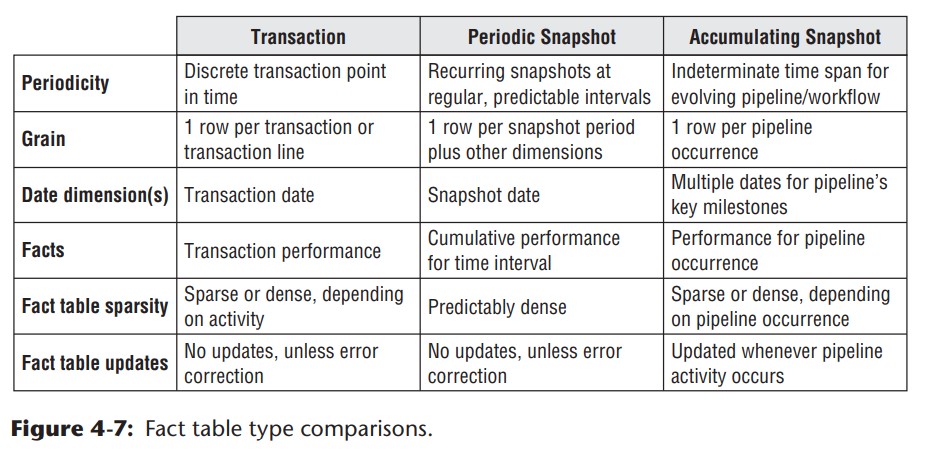 Transaction Periodic Snapshot Accumulating Snapshot
Periodicity
Discrete transaction point
in time
Recurring snapshots at
regular, predictable intervals
Indeterminate time span for
evolving pipeline/workflow
Grain
1 row per transaction or
transaction line
1 row per snapshot period
plus other dimensions
1 row per pipeline
occurrence
Date dimension(s)
Transaction date
Snapshot date
Multiple dates for pipeline’s
key milestones
Facts
Transaction performance
Cumulative performance
for time interval
Performance for pipeline
occurrence
Fact table sparsity
Sparse or dense, depending
on activity
Predictably dense
Sparse or dense, depending
on pipeline occurrence
Fact table updates
No updates, unless error
correction
No updates, unless error
correction
Updated whenever pipeline
activity occurs
Figure 4-7: Fact table type comparisons.